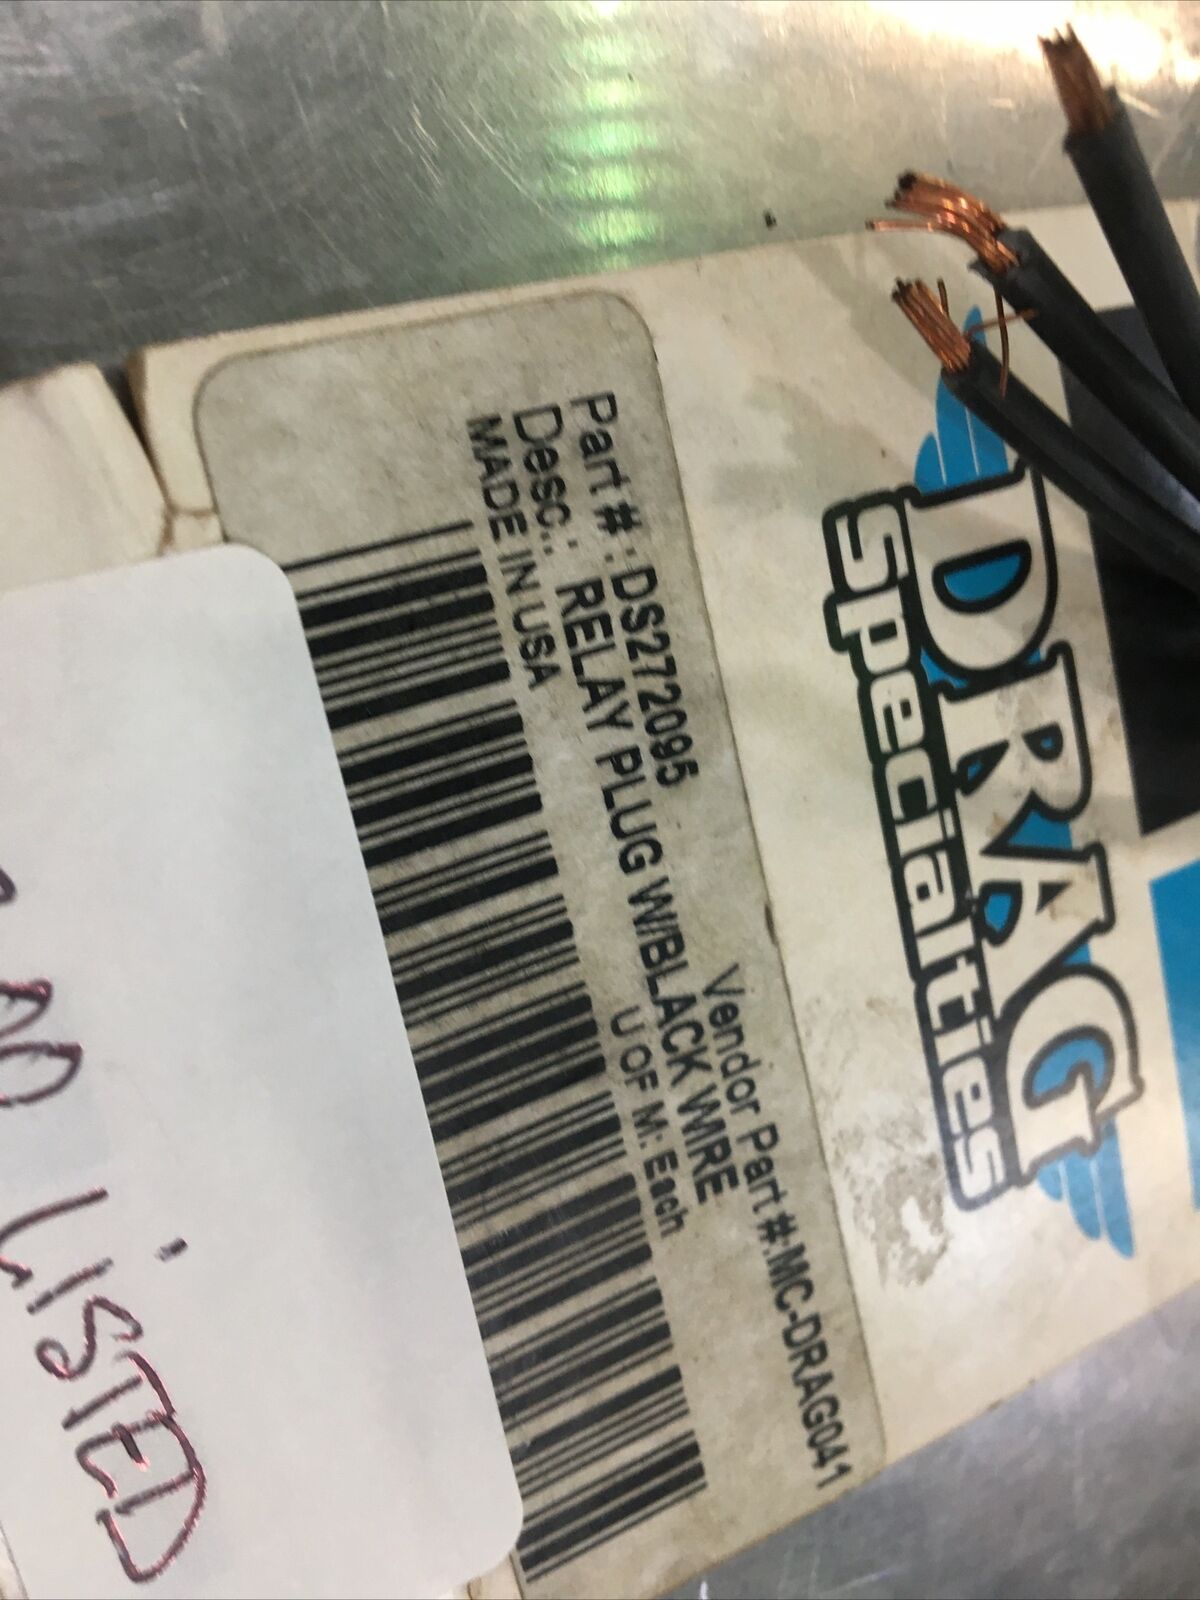 DRAG
Specialties
Part #.:DS272095
Vendor Part #:MC-DRAG041
Desc.: RELAY PLUG W/BLACK WIRE
MADE IN USA
U OF M: Each
LISTED